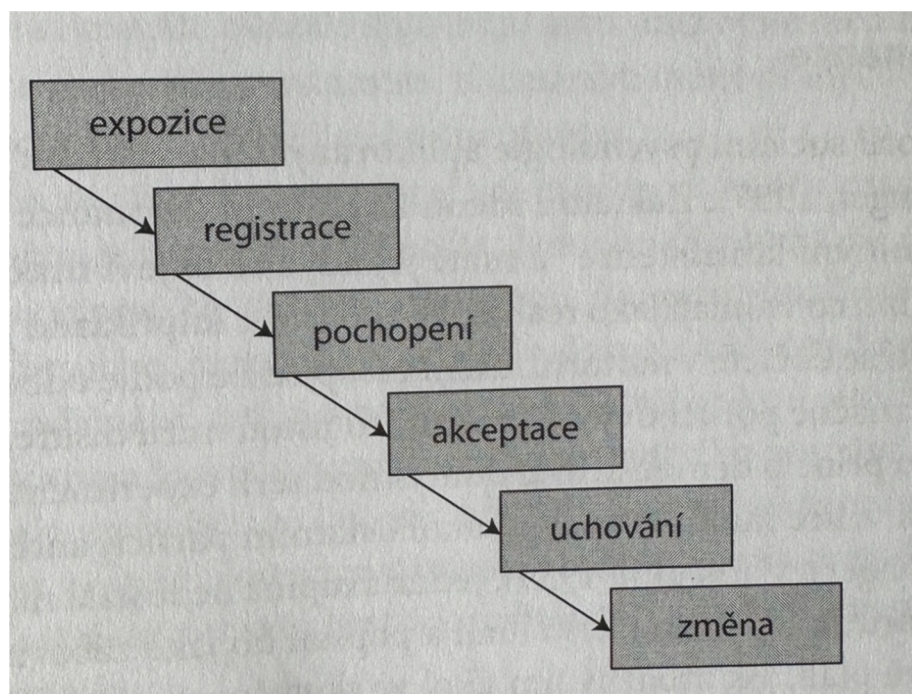 expozice
registrace
pochopení
akceptace
uchování
změna